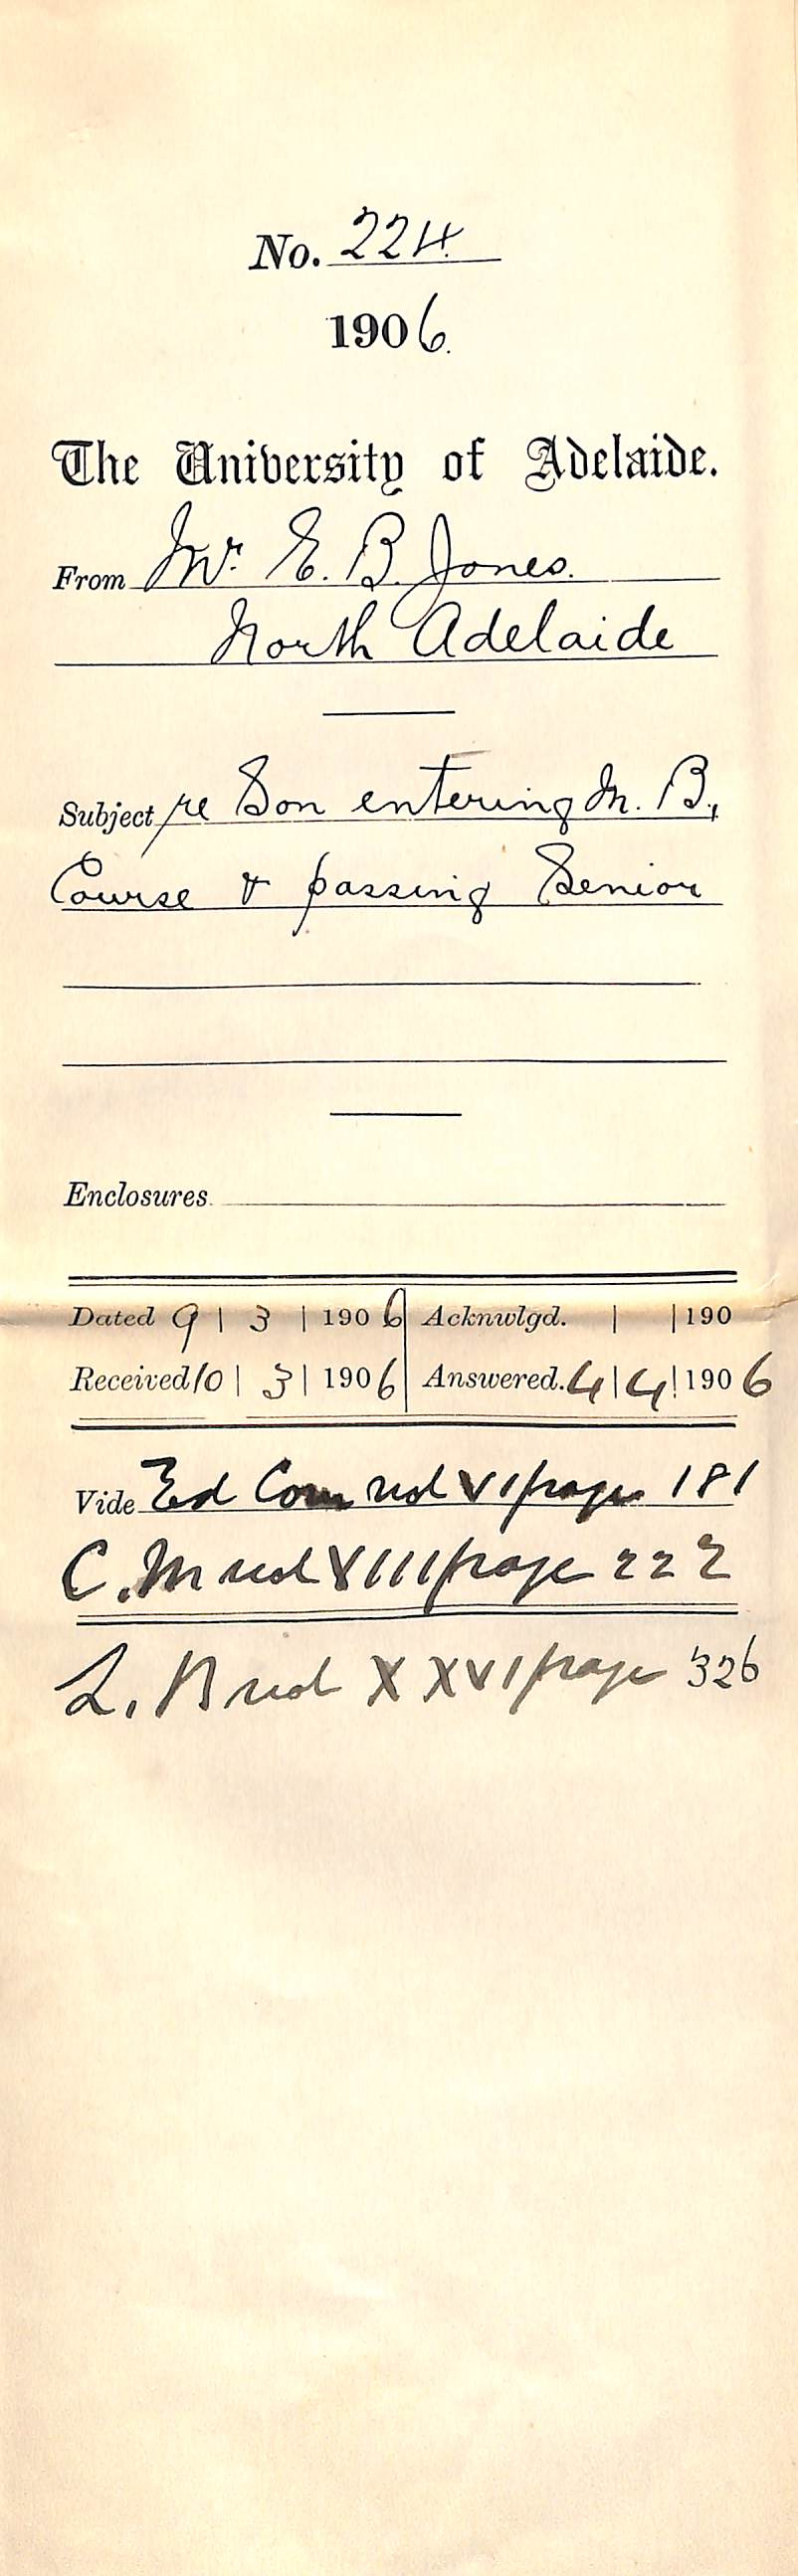 No. 224.
1906.
The University of Adelaide.
From Mr. E. B. Jones.
North Adelaide
Subject re Son entering M. B.,
Course & passing Senior
Enclosures
Dated 9 | 3 | 1906 Acknwlgd. | | 190
Received 10 | 3 | 1906 Answered. 4 | 4 | 1906
Vide Ed Com vol VI page 181
C. M vol XIII page 222
L. B vol XXVI page 326